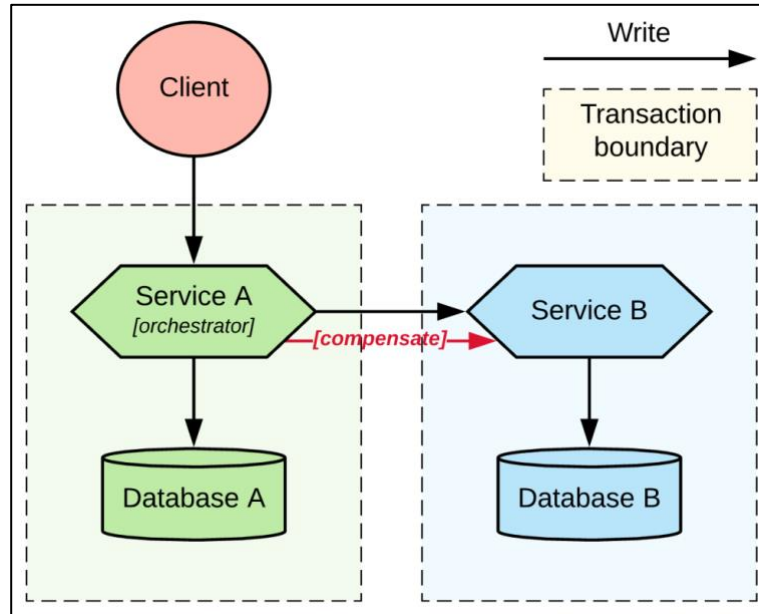 Client
Write
Transaction
boundary
Service A
[orchestrator]
[compensate]
Service B
Database A
Database B